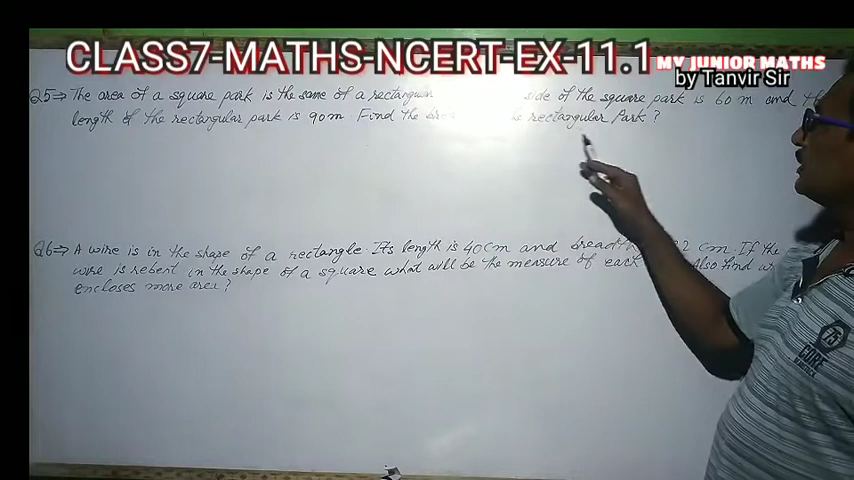 CLASS7-MATHS-NCERT-EX-11.1
MY JUNIOR MATHS
by Tanvir Sir
Q5⇒ The area of a square park is the same of a rectangular side of the square park is 60 m and
length of the rectangular park is 90m. Find the rectangular Park?
Q6⇒ A wire is in the shape of a rectangle. Its length is 40cm and breadth 22 cm. If the
wire is rebent in the shape of a square what will be the measure of each Also find
encloses more area?
75
CORE